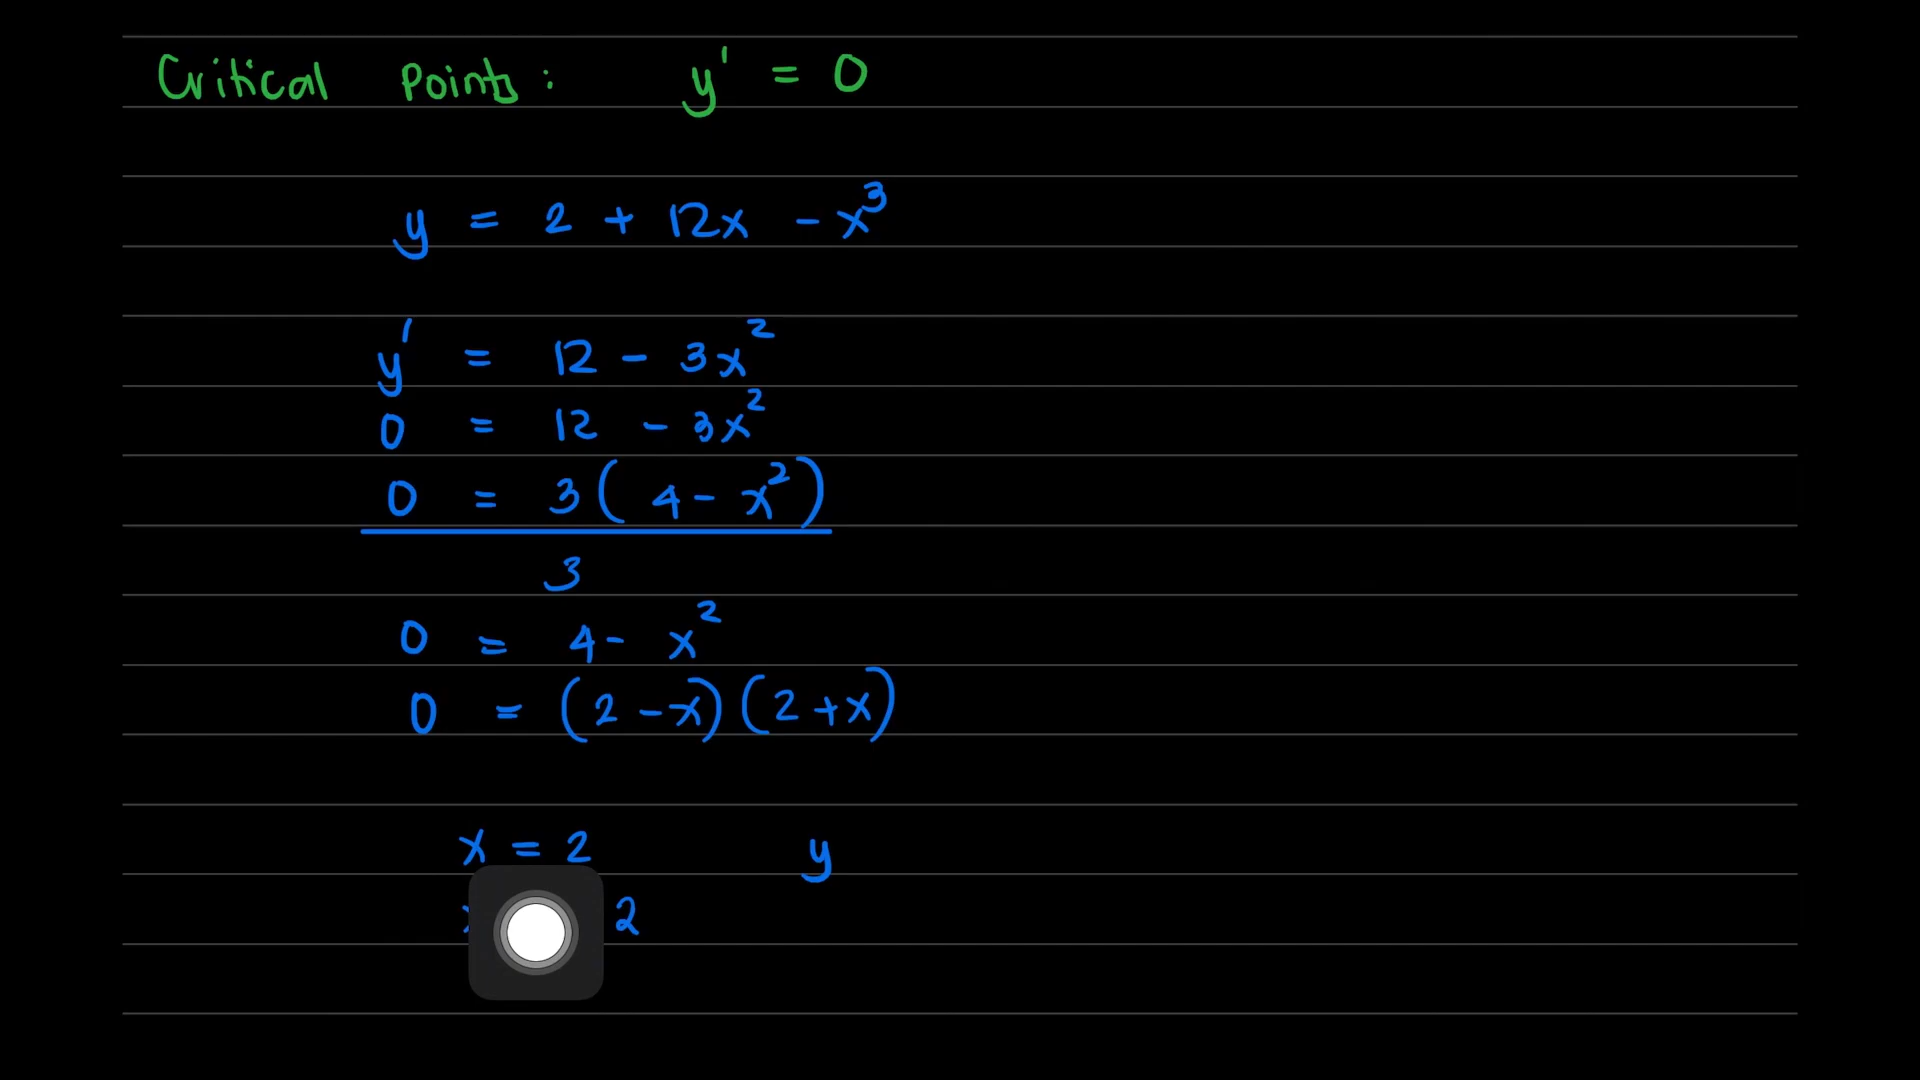 Critical Points: y' = 0
y = 2 + 12x - x³
y' = 12 - 3x²
0 = 12 - 3x²
0 = 3(4 - x²)
3
0 = 4 - x²
0 = (2 - x)(2 + x)
x = 2 y
2